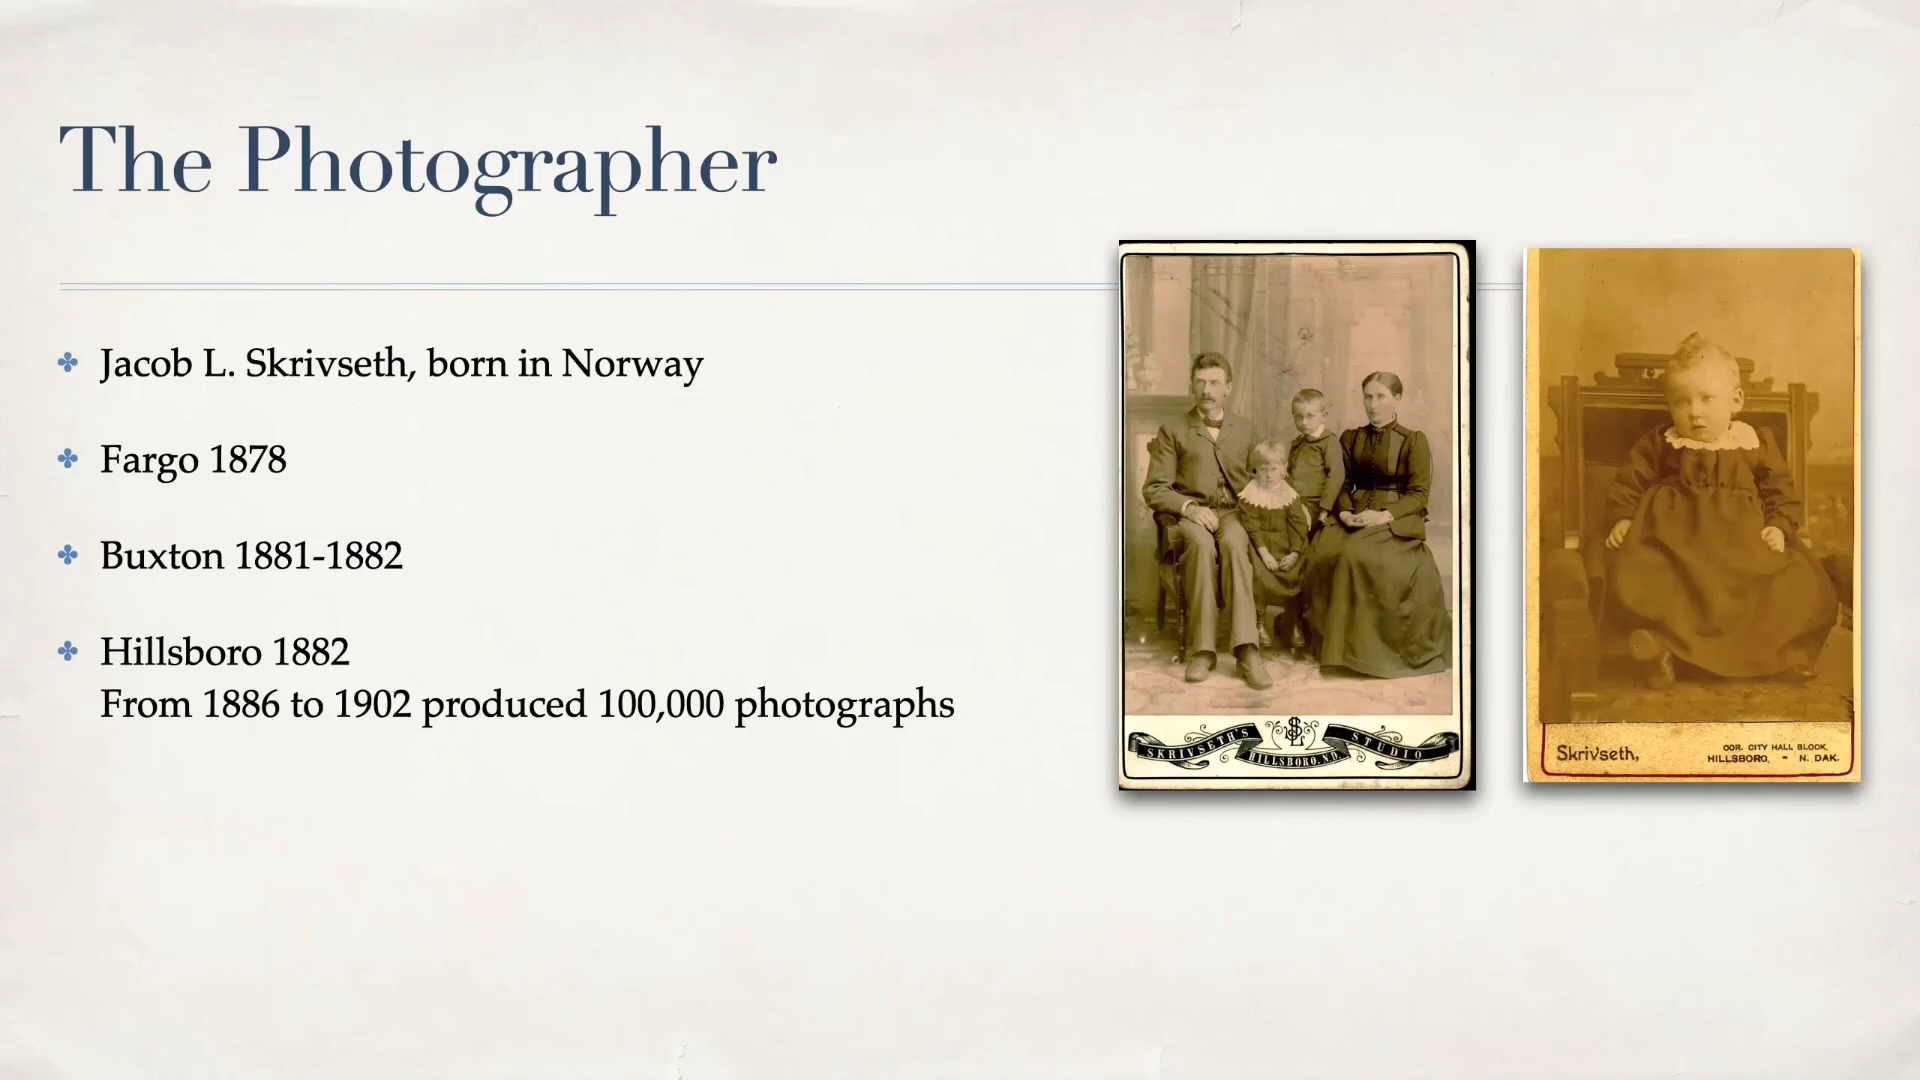 The Photographer
Jacob L. Skrivseth, born in Norway
Fargo 1878
Buxton 1881-1882
Hillsboro 1882
From 1886 to 1902 produced 100,000 photographs
SKRIVSETH'S JLS STUDIO
HILLSBORO, N.D.
Skrivseth,
COR. CITY HALL BLOCK,
HILLSBORO, - N. DAK.